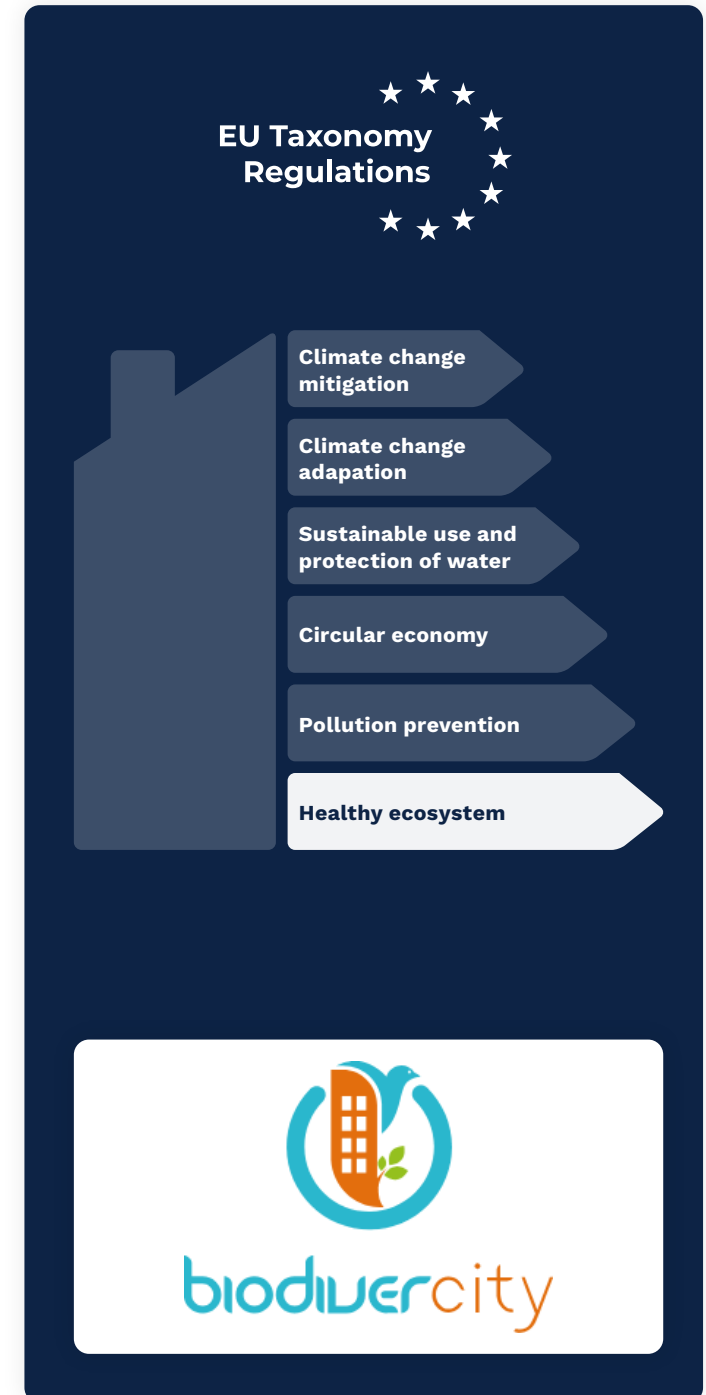 EU Taxonomy
Regulations
Climate change
mitigation
Climate change
adapation
Sustainable use and
protection of water
Circular economy
Pollution prevention
Healthy ecosystem
biodivercity